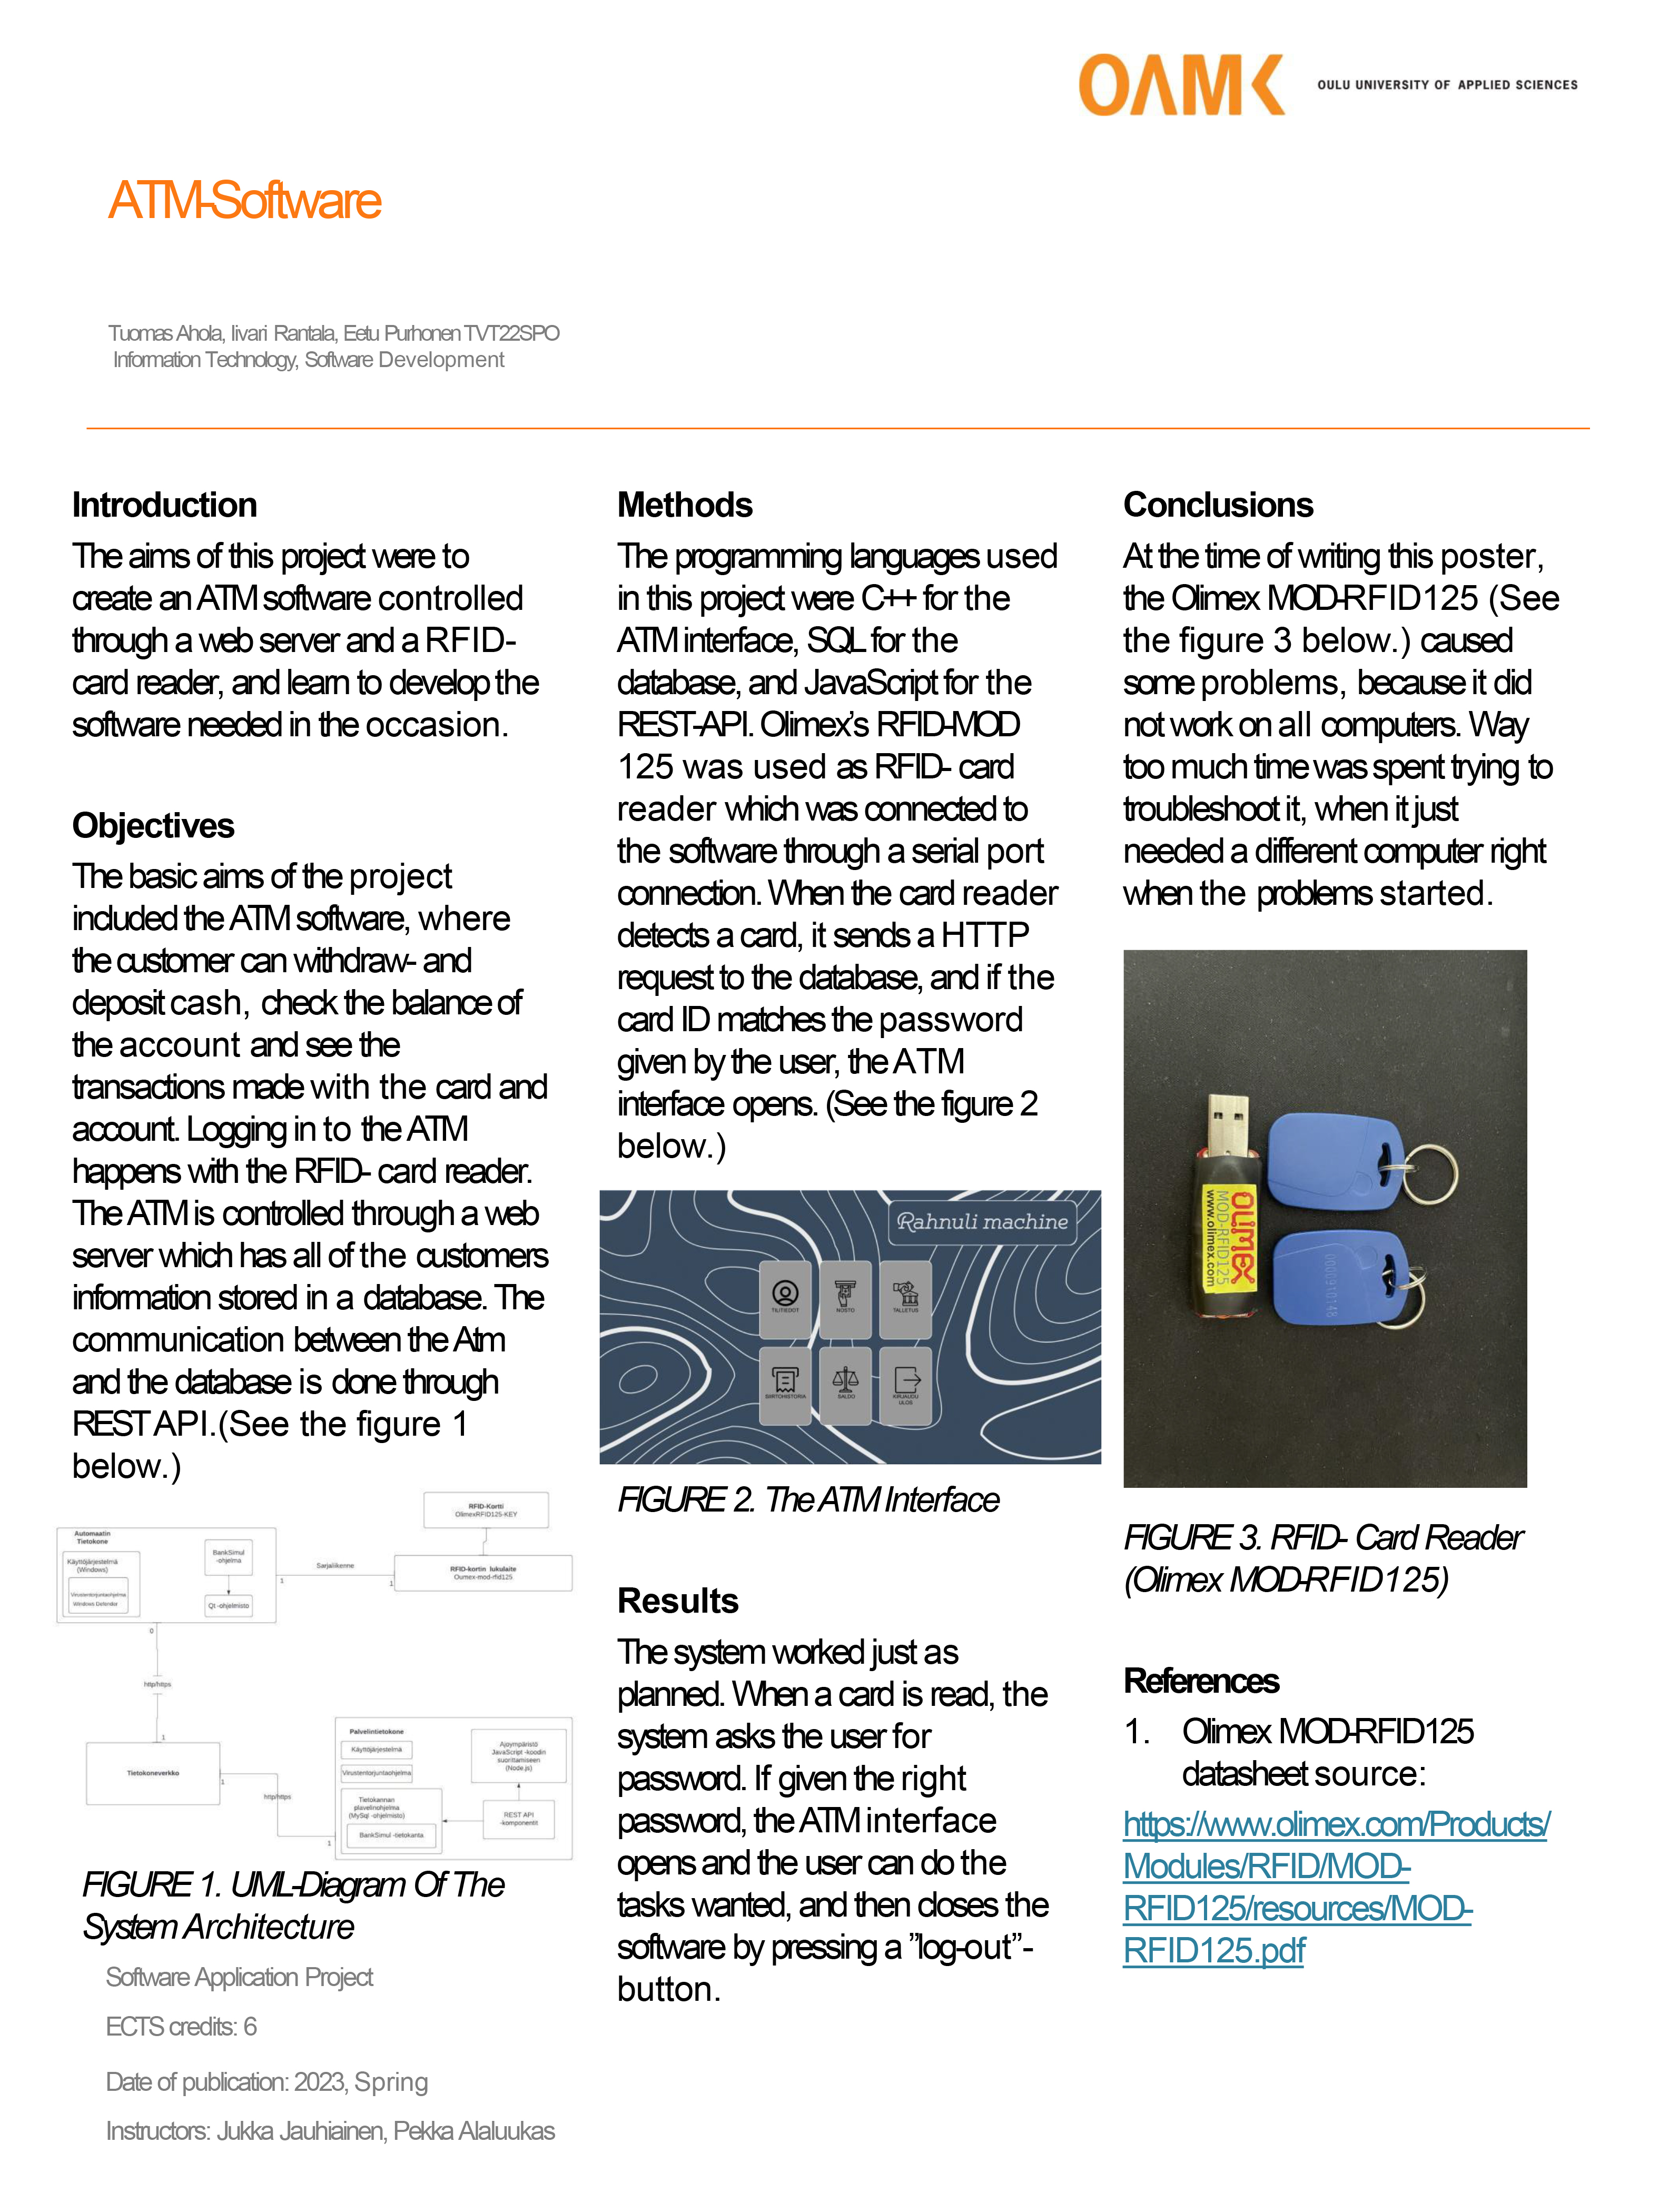 OAMK
OULU UNIVERSITY OF APPLIED SCIENCES
ATM-Software
Tuomas Ahola, Iivari Rantala, Eetu Purhonen TVT22SPO
Information Technology, Software Development
Introduction
The aims of this project were to
create an ATM software controlled
through a web server and a RFID-
card reader, and learn to develop the
software needed in the occasion.
Objectives
The basic aims of the project
included the ATM software, where
the customer can withdraw- and
deposit cash, check the balance of
the account and see the
transactions made with the card and
account. Logging in to the ATM
happens with the RFID- card reader.
The ATM is controlled through a web
server which has all of the customers
information stored in a database. The
communication between the Atm
and the database is done through
REST API.(See the figure 1
below.)
RFID-Kortti
OlimexRFID125-KEY
Automaatin
Tietokone
Käyttöjärjestelmä
(Windows)
Virustentorjuntaohjelma
Windows Defender
BankSimul
-ohjelma
Qt -ohjelmisto
Sarjaliikenne
1
1
RFID-kortin lukulaite
Oumex-mod-rfid125
0
http/https
1
Tietokoneverkko
1
http/https
1
Palvelintietokone
Käyttöjärjestelmä
Virustentorjuntaohjelma
Tietokannan
plavelinohjelma
(MySql -ohjelmisto)
BankSimul -tietokanta
Ajoympäristö
JavaScript -koodin
suorittamiseen
(Node.js)
REST API
-komponentit
FIGURE 1. UML-Diagram Of The
System Architecture
Software Application Project
ECTS credits: 6
Date of publication: 2023, Spring
Instructors: Jukka Jauhiainen, Pekka Alaluukas
Methods
The programming languages used
in this project were C++ for the
ATM interface, SQL for the
database, and JavaScript for the
REST-API. Olimex’s RFID-MOD
125 was used as RFID- card
reader which was connected to
the software through a serial port
connection. When the card reader
detects a card, it sends a HTTP
request to the database, and if the
card ID matches the password
given by the user, the ATM
interface opens. (See the figure 2
below.)
Rahnuli machine
TILITIEDOT
NOSTO
TALLETUS
SIIRTOHISTORIA
SALDO
KIRJAUDU
ULOS
FIGURE 2. The ATM Interface
Results
The system worked just as
planned. When a card is read, the
system asks the user for
password. If given the right
password, the ATM interface
opens and the user can do the
tasks wanted, and then closes the
software by pressing a ”log-out”-
button.
Conclusions
At the time of writing this poster,
the Olimex MOD-RFID125 (See
the figure 3 below.) caused
some problems, because it did
not work on all computers. Way
too much time was spent trying to
troubleshoot it, when it just
needed a different computer right
when the problems started.
OLIMEX
MOD-RFID125
www.olimex.com
FIGURE 3. RFID- Card Reader
(Olimex MOD-RFID125)
References
1. Olimex MOD-RFID125
datasheet source:
https://www.olimex.com/Products/
Modules/RFID/MOD-
RFID125/resources/MOD-
RFID125.pdf